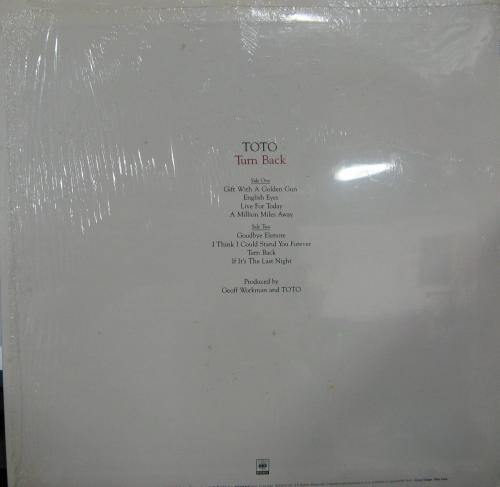 TOTO
Turn Back
Side One
Gift With A Golden Gun
English Eyes
Live For Today
A Million Miles Away
Side Two
Goodbye Elenore
I Think I Could Stand You Forever
Turn Back
If It's The Last Night
Produced by
Geoff Workman and TOTO